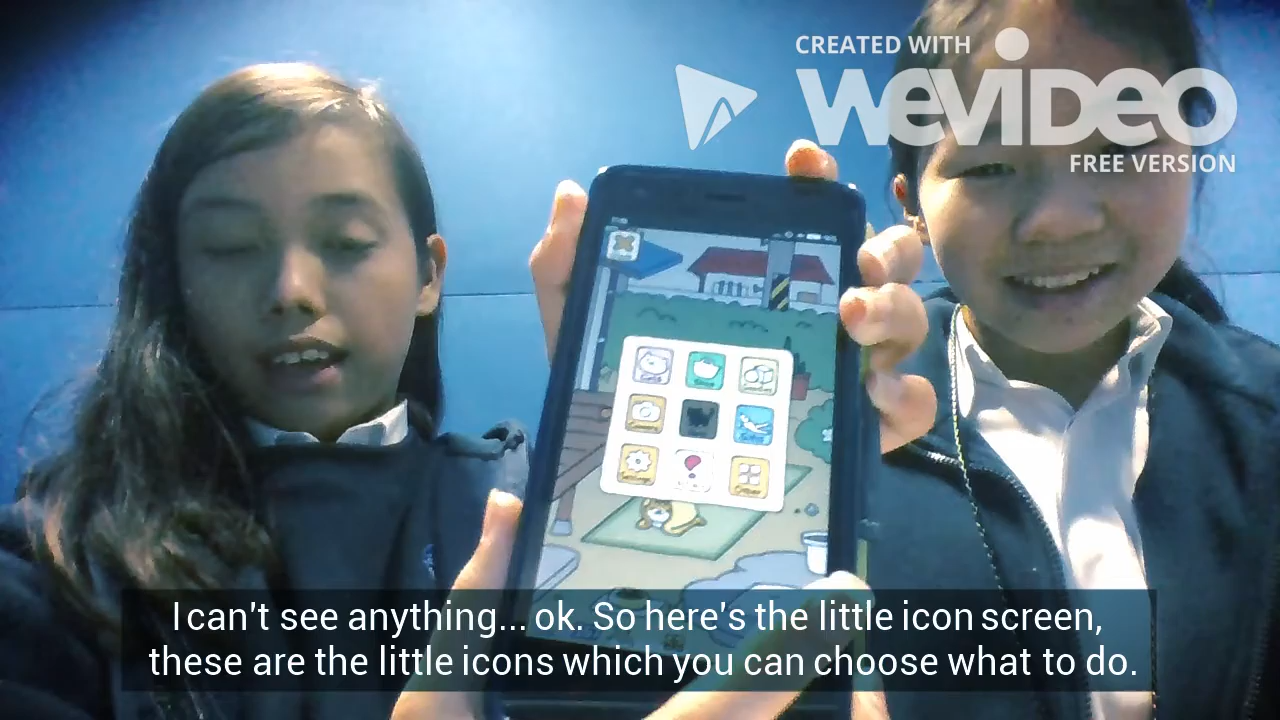 CREATED WITH
WEVIDEO
FREE VERSION
I can't see anything... ok. So here's the little icon screen,
these are the little icons which you can choose what to do.